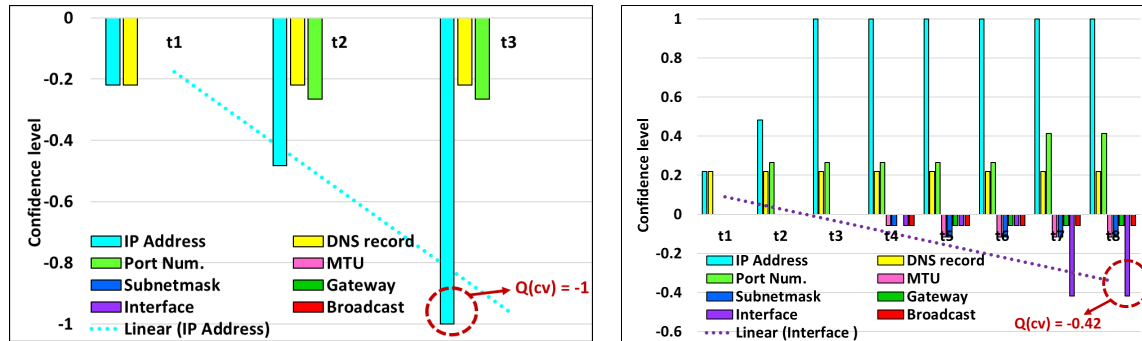 0
-0.2
-0.4
-0.6
-0.8
-1
Confidence level
t1
t2
t3
IP Address
DNS record
Port Num.
MTU
Subnetmask
Gateway
Interface
Broadcast
Linear (IP Address)
Q(cv) = -1
1
0.8
0.6
0.4
0.2
0
-0.2
-0.4
-0.6
Confidence level
t1
t2
t3
t4
t5
t6
t7
t8
IP Address
DNS record
Port Num.
MTU
Subnetmask
Gateway
Interface
Broadcast
Linear (Interface )
Q(cv) = -0.42